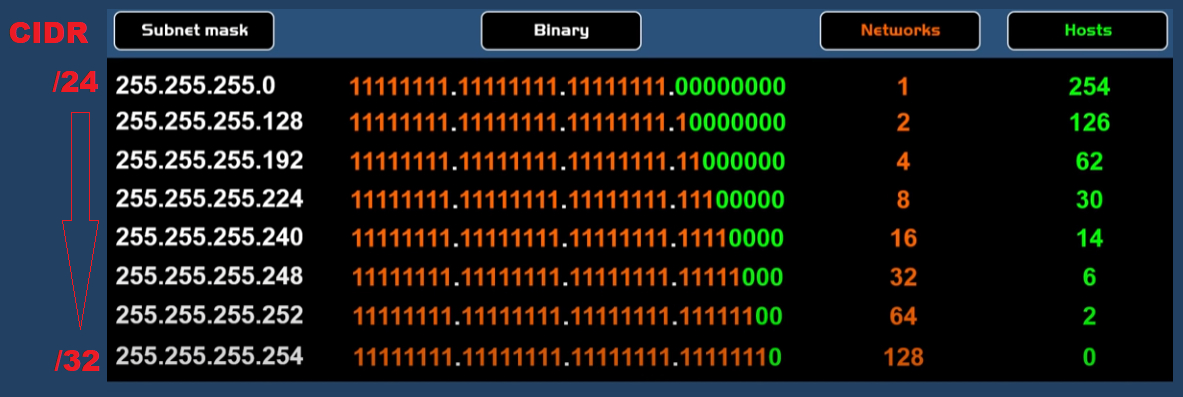 CIDR Subnet mask Binary Networks Hosts
/24 255.255.255.0 11111111.11111111.11111111.00000000 1 254
255.255.255.128 11111111.11111111.11111111.10000000 2 126
255.255.255.192 11111111.11111111.11111111.11000000 4 62
255.255.255.224 11111111.11111111.11111111.11100000 8 30
255.255.255.240 11111111.11111111.11111111.11110000 16 14
255.255.255.248 11111111.11111111.11111111.11111000 32 6
255.255.255.252 11111111.11111111.11111111.11111100 64 2
/32 255.255.255.254 11111111.11111111.11111111.11111110 128 0